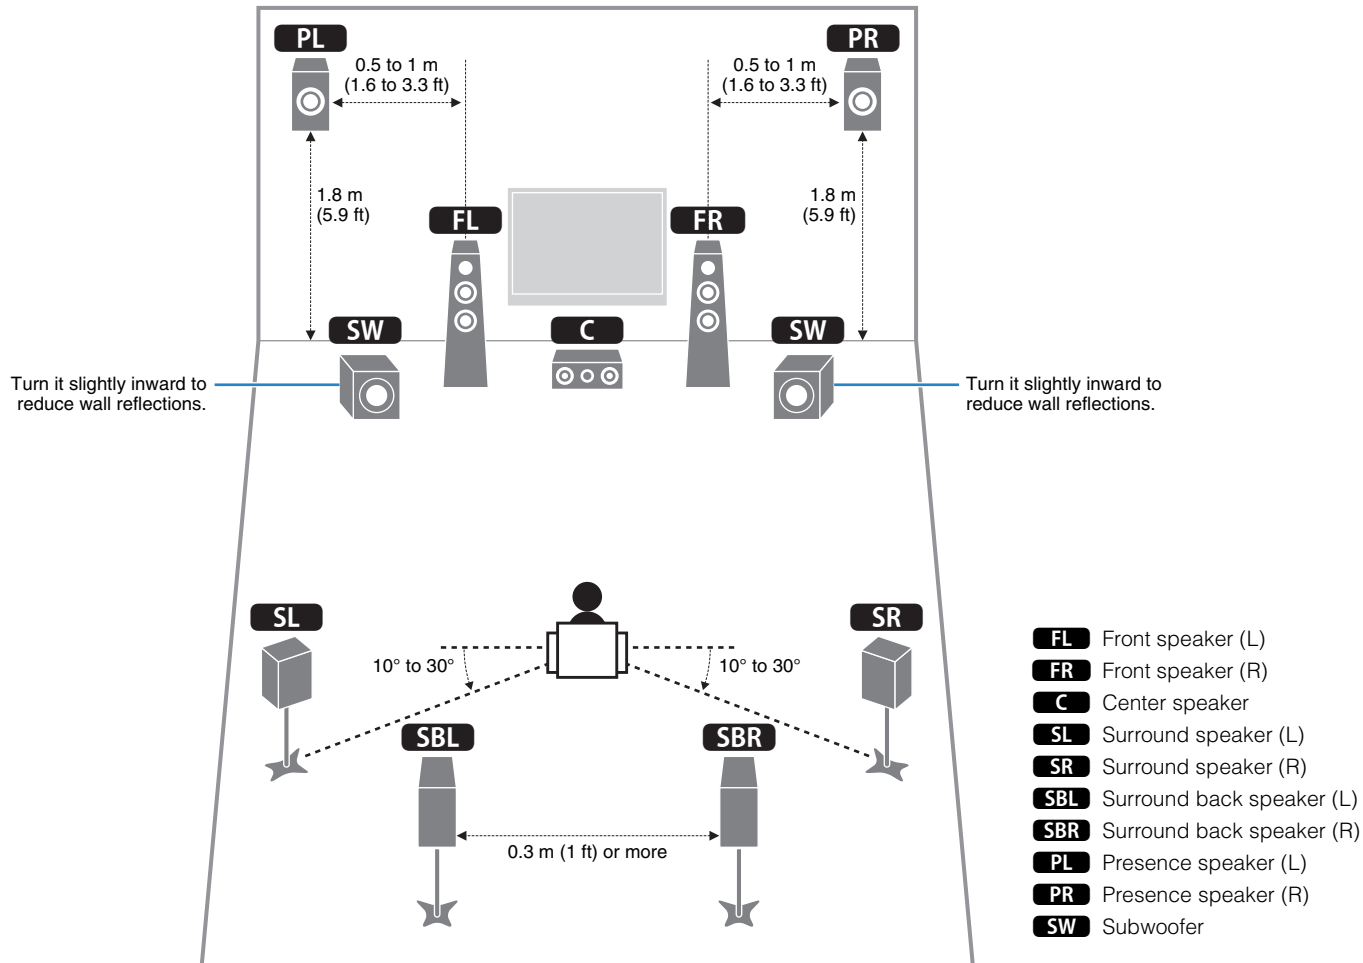 PL
PR
0.5 to 1 m
(1.6 to 3.3 ft)
0.5 to 1 m
(1.6 to 3.3 ft)
1.8 m
(5.9 ft)
1.8 m
(5.9 ft)
FL
FR
SW
C
SW
Turn it slightly inward to
reduce wall reflections.
Turn it slightly inward to
reduce wall reflections.
SL
SR
10° to 30°
10° to 30°
SBL
SBR
0.3 m (1 ft) or more
FL Front speaker (L)
FR Front speaker (R)
C Center speaker
SL Surround speaker (L)
SR Surround speaker (R)
SBL Surround back speaker (L)
SBR Surround back speaker (R)
PL Presence speaker (L)
PR Presence speaker (R)
SW Subwoofer